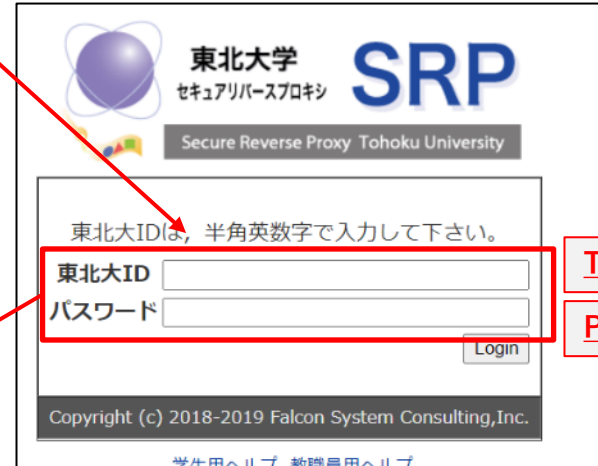 東北大学
セキュアリバースプロキシ
SRP
Secure Reverse Proxy Tohoku University
東北大IDは，半角英数字で入力して下さい。
東北大ID
T
パスワード
P
Login
Copyright (c) 2018-2019 Falcon System Consulting,Inc.
学生用ヘルプ 教職員用ヘルプ